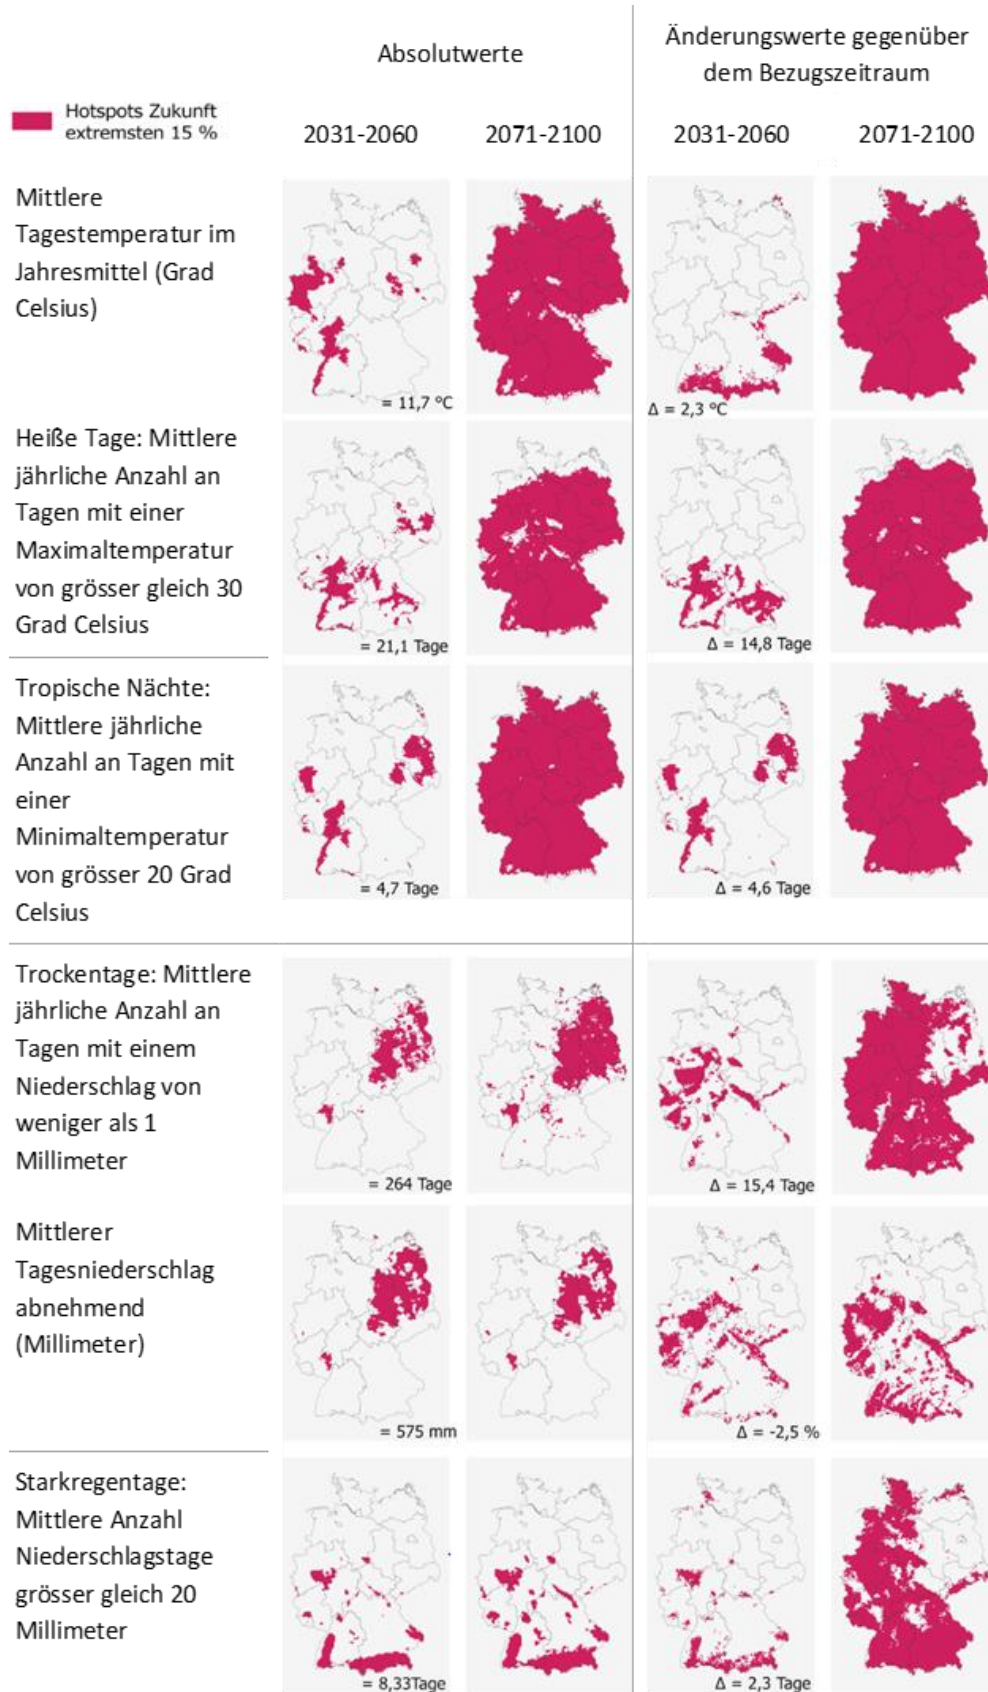 Absolutwerte
Änderungswerte gegenüber
dem Bezugszeitraum
Hotspots Zukunft
extremsten 15 %
2031-2060
2071-2100
2031-2060
2071-2100
Mittlere
Tagestemperatur im
Jahresmittel (Grad
Celsius)
= 11,7 °C
Δ = 2,3 °C
Heiße Tage: Mittlere
jährliche Anzahl an
Tagen mit einer
Maximaltemperatur
von grösser gleich 30
Grad Celsius
= 21,1 Tage
Δ = 14,8 Tage
Tropische Nächte:
Mittlere jährliche
Anzahl an Tagen mit
einer
Minimaltemperatur
von grösser 20 Grad
Celsius
= 4,7 Tage
Δ = 4,6 Tage
Trockentage: Mittlere
jährliche Anzahl an
Tagen mit einem
Niederschlag von
weniger als 1
Millimeter
= 264 Tage
Δ = 15,4 Tage
Mittlerer
Tagesniederschlag
abnehmend
(Millimeter)
= 575 mm
Δ = -2,5 %
Starkregentage:
Mittlere Anzahl
Niederschlagstage
grösser gleich 20
Millimeter
= 8,33Tage
Δ = 2,3 Tage